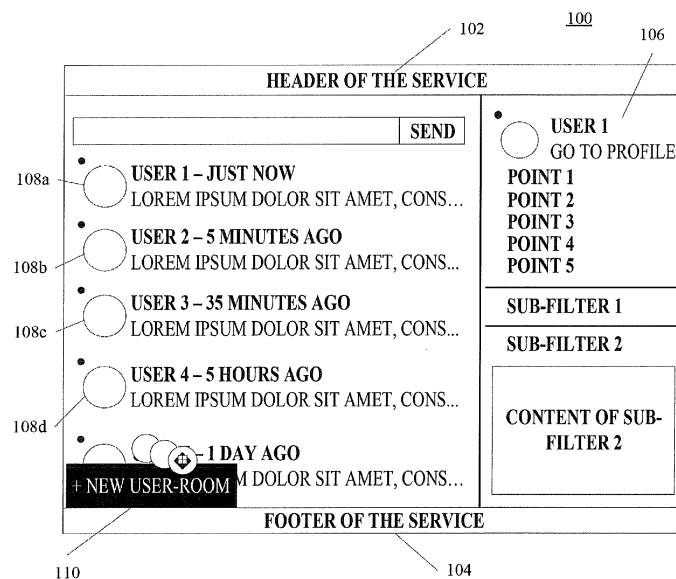 100
102
106
HEADER OF THE SERVICE
SEND
USER 1
GO TO PROFILE
POINT 1
POINT 2
POINT 3
POINT 4
POINT 5
SUB-FILTER 1
SUB-FILTER 2
CONTENT OF SUB-
FILTER 2
108a
USER 1 – JUST NOW
LOREM IPSUM DOLOR SIT AMET, CONS...
108b
USER 2 – 5 MINUTES AGO
LOREM IPSUM DOLOR SIT AMET, CONS...
108c
USER 3 – 35 MINUTES AGO
LOREM IPSUM DOLOR SIT AMET, CONS...
108d
USER 4 – 5 HOURS AGO
LOREM IPSUM DOLOR SIT AMET, CONS...
– 1 DAY AGO
M DOLOR SIT AMET, CONS...
+ NEW USER-ROOM
FOOTER OF THE SERVICE
110
104